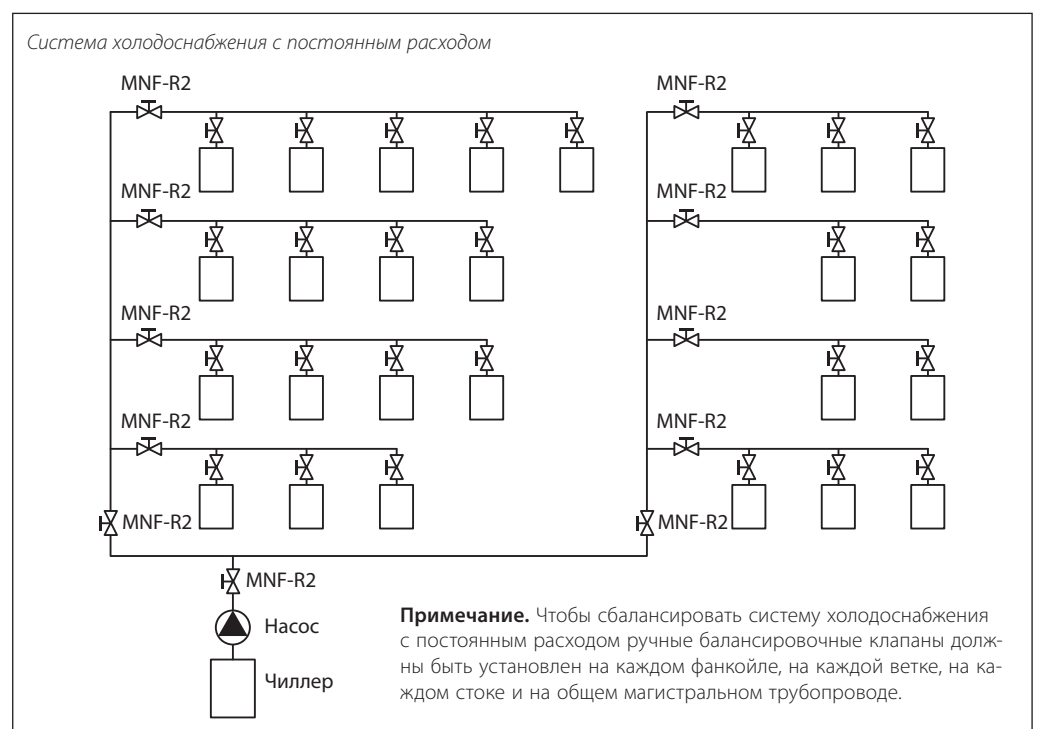 Система холодоснабжения с постоянным расходом
MNF-R2
MNF-R2
MNF-R2
MNF-R2
MNF-R2
MNF-R2
MNF-R2
MNF-R2
MNF-R2
MNF-R2
MNF-R2
Насос
Чиллер
Примечание. Чтобы сбалансировать систему холодоснабжения
с постоянным расходом ручные балансировочные клапаны долж-
ны быть установлен на каждом фанкойле, на каждой ветке, на ка-
ждом стоке и на общем магистральном трубопроводе.